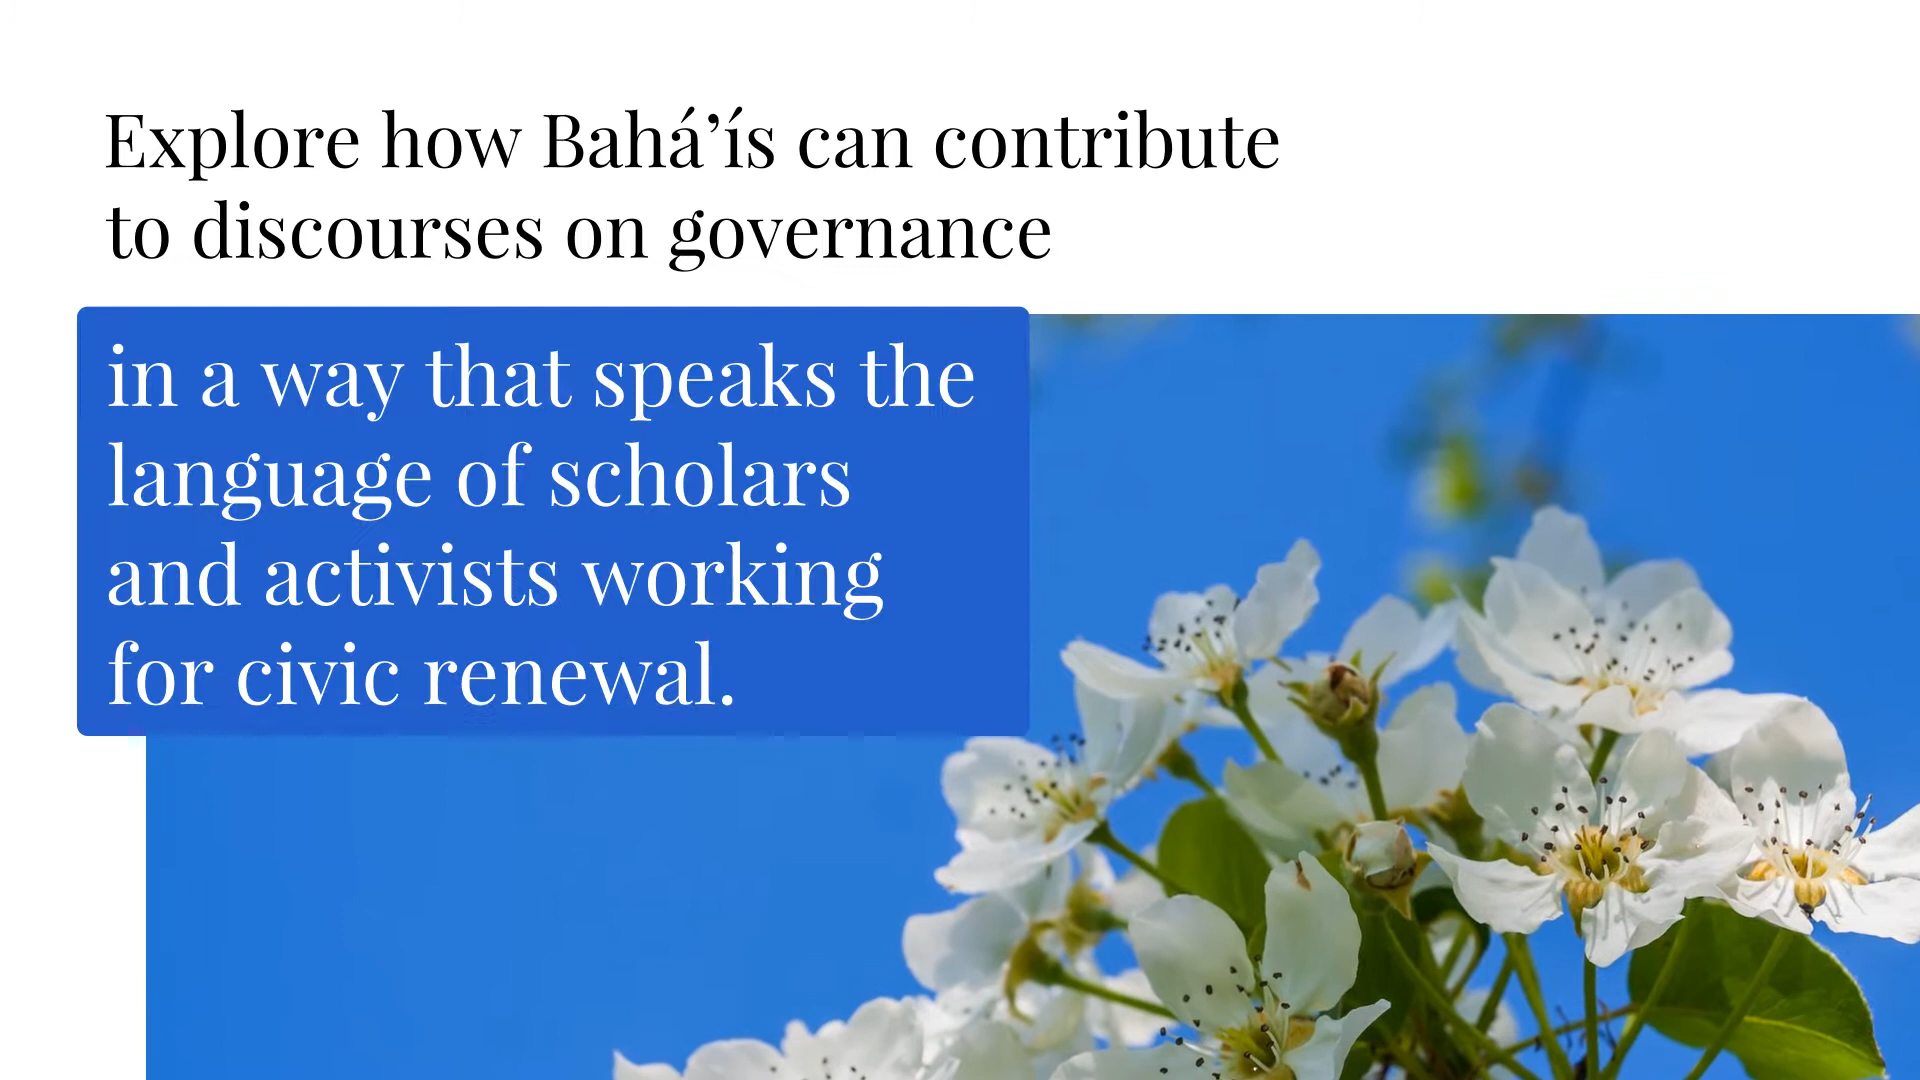 Explore how Bahá’ís can contribute
to discourses on governance
in a way that speaks the
language of scholars
and activists working
for civic renewal.